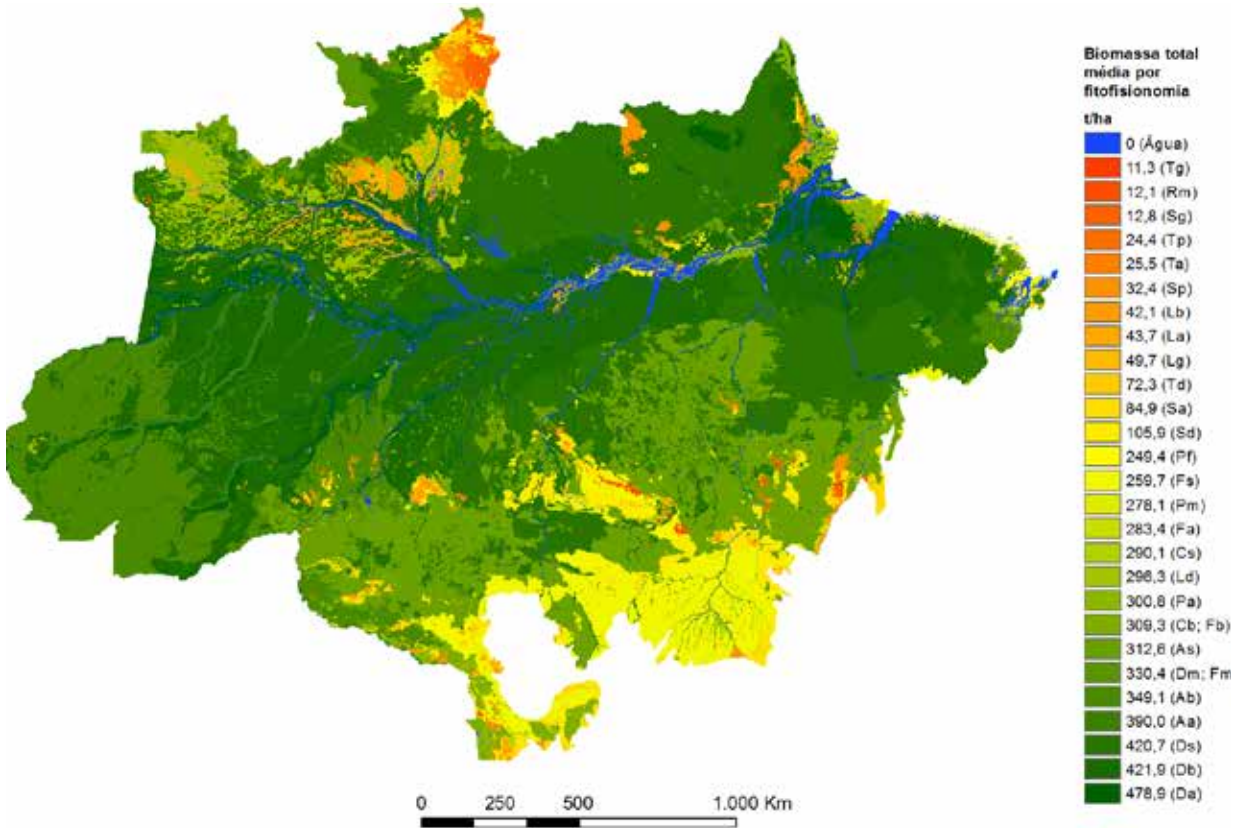 Biomassa total
média por
fitofisionomia
t/ha
0 (Água)
11,3 (Tg)
12,1 (Rm)
12,8 (Sg)
24,4 (Tp)
25,5 (Ta)
32,4 (Sp)
42,1 (Lb)
43,7 (La)
49,7 (Lg)
72,3 (Td)
84,9 (Sa)
105,9 (Sd)
249,4 (Pf)
259,7 (Fs)
278,1 (Pm)
283,4 (Fa)
290,1 (Cs)
296,3 (Ld)
300,8 (Pa)
309,3 (Cb; Fb)
312,6 (As)
330,4 (Dm; Fm
349,1 (Ab)
390,0 (Aa)
420,7 (Ds)
421,9 (Db)
478,9 (Da)
0 250 500 1.000 Km